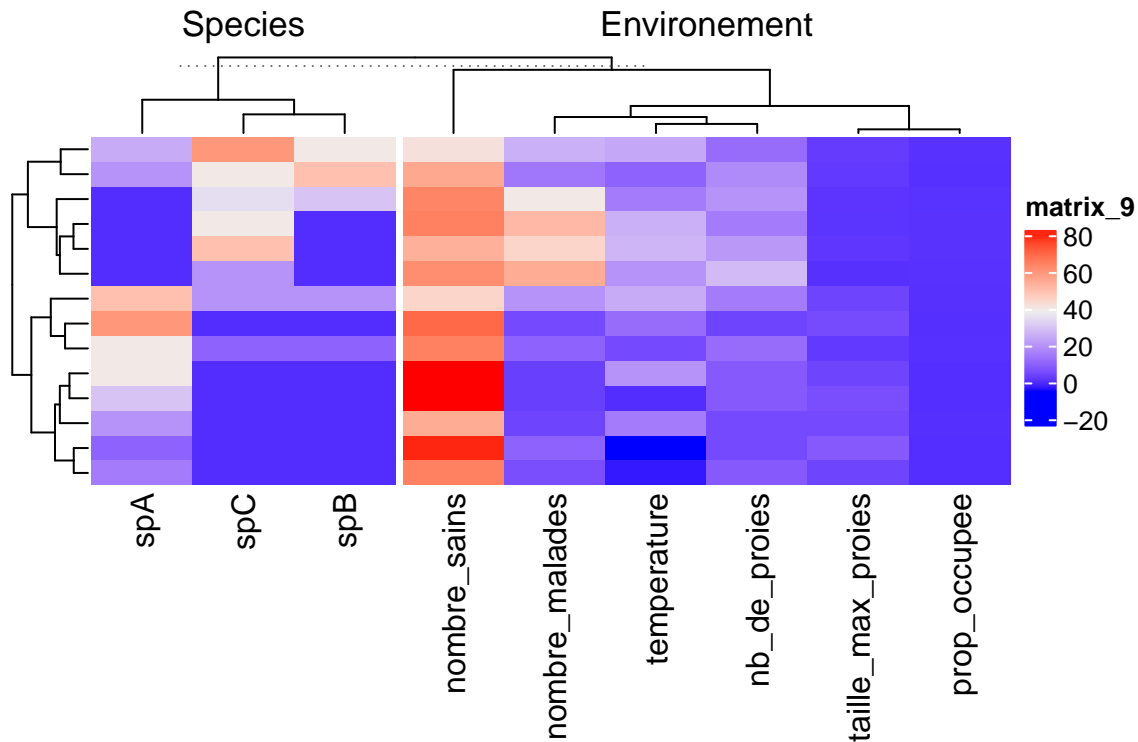 Species Environement
matrix_9
80
60
40
20
0
−20
spA
spC
spB
nombre_sains
nombre_malades
temperature
nb_de_proies
taille_max_proies
prop_occupee